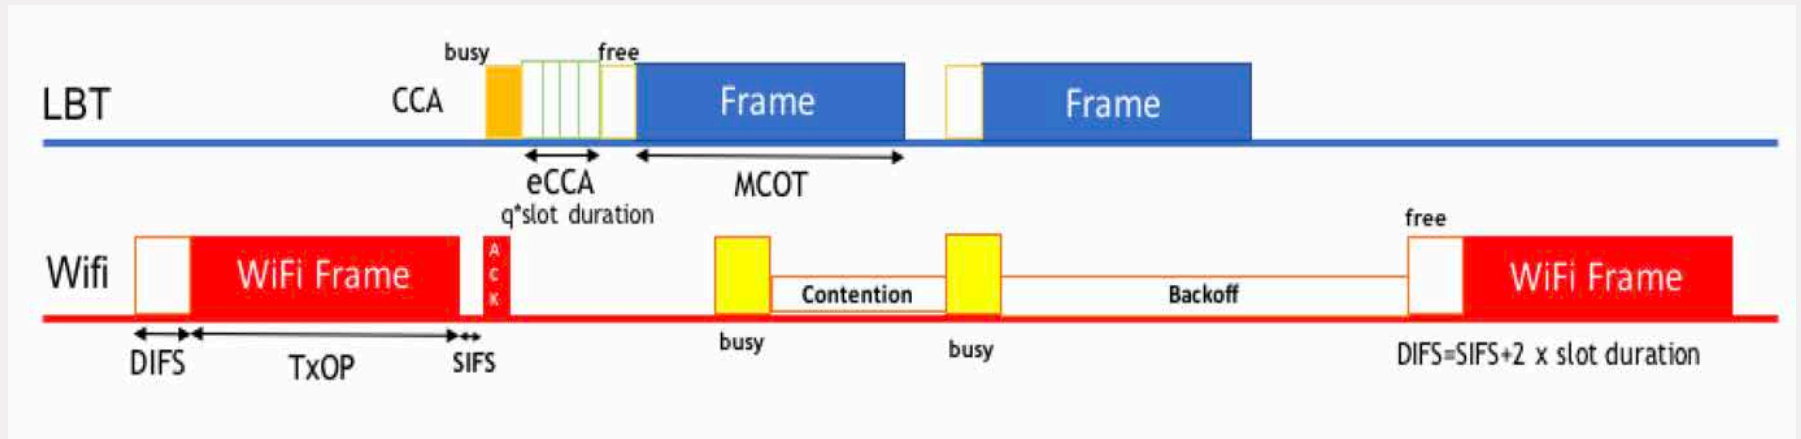 busy
free
LBT
CCA
Frame
Frame
eCCA
MCOT
q*slot duration
free
Wifi
WiFi Frame
A
C
K
Contention
Backoff
WiFi Frame
busy
busy
DIFS
TxOP
SIFS
DIFS=SIFS+2 x slot duration